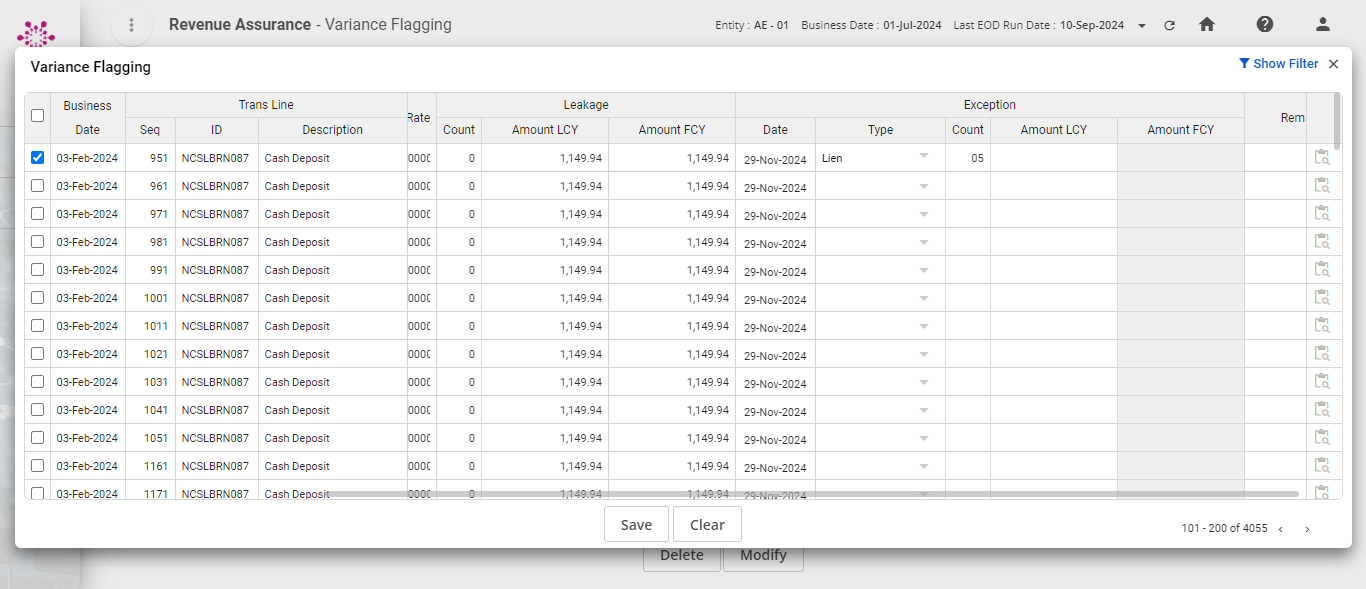 Revenue Assurance - Variance Flagging Entity : AE - 01 Business Date : 01-Jul-2024 Last EOD Run Date : 10-Sep-2024
Variance Flagging Show Filter
Business Date Trans Line Rate Leakage Exception Rem
Seq ID Description Count Amount LCY Amount FCY Date Type Count Amount LCY Amount FCY
03-Feb-2024 951 NCSLBRN087 Cash Deposit 0000 0 1,149.94 1,149.94 29-Nov-2024 Lien 05
03-Feb-2024 961 NCSLBRN087 Cash Deposit 0000 0 1,149.94 1,149.94 29-Nov-2024
03-Feb-2024 971 NCSLBRN087 Cash Deposit 0000 0 1,149.94 1,149.94 29-Nov-2024
03-Feb-2024 981 NCSLBRN087 Cash Deposit 0000 0 1,149.94 1,149.94 29-Nov-2024
03-Feb-2024 991 NCSLBRN087 Cash Deposit 0000 0 1,149.94 1,149.94 29-Nov-2024
03-Feb-2024 1001 NCSLBRN087 Cash Deposit 0000 0 1,149.94 1,149.94 29-Nov-2024
03-Feb-2024 1011 NCSLBRN087 Cash Deposit 0000 0 1,149.94 1,149.94 29-Nov-2024
03-Feb-2024 1021 NCSLBRN087 Cash Deposit 0000 0 1,149.94 1,149.94 29-Nov-2024
03-Feb-2024 1031 NCSLBRN087 Cash Deposit 0000 0 1,149.94 1,149.94 29-Nov-2024
03-Feb-2024 1041 NCSLBRN087 Cash Deposit 0000 0 1,149.94 1,149.94 29-Nov-2024
03-Feb-2024 1051 NCSLBRN087 Cash Deposit 0000 0 1,149.94 1,149.94 29-Nov-2024
03-Feb-2024 1161 NCSLBRN087 Cash Deposit 0000 0 1,149.94 1,149.94 29-Nov-2024
03-Feb-2024 1171 NCSLBRN087 Cash Deposit 0000 0 1,149.94 1,149.94 29-Nov-2024
Save Clear 101 - 200 of 4055
Delete Modify